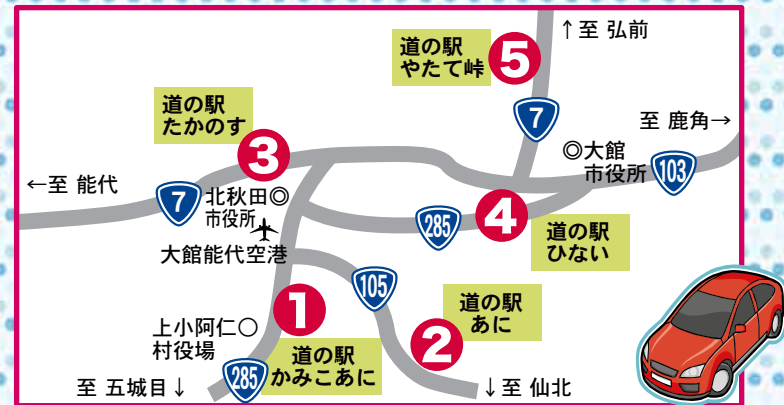 ↑至 弘前
道の駅
やたて峠
5
7
道の駅
たかのす
3
至 鹿角→
◎大館
市役所
103
←至 能代
7
北秋田◎
市役所
大館能代空港
285
4
道の駅
ひない
105
1
上小阿仁○
村役場
道の駅
かみこあに
2
道の駅
あに
285
至 五城目↓
↓至 仙北